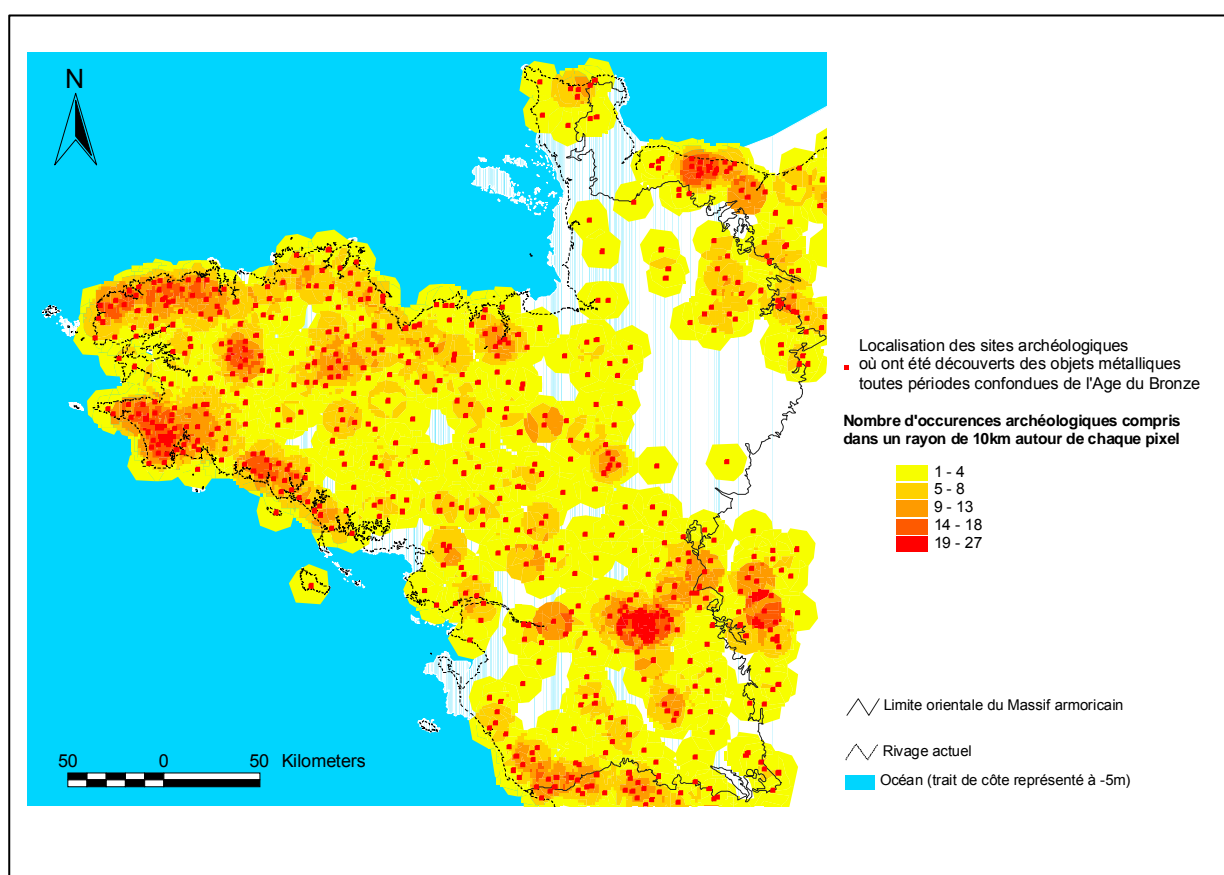 N
Localisation des sites archéologiques
où ont été découverts des objets métalliques
toutes périodes confondues de l'Age du Bronze
Nombre d'occurences archéologiques compris
dans un rayon de 10km autour de chaque pixel
1 - 4
5 - 8
9 - 13
14 - 18
19 - 27
Limite orientale du Massif armoricain
Rivage actuel
Océan (trait de côte représenté à -5m)
50 0 50 Kilometers